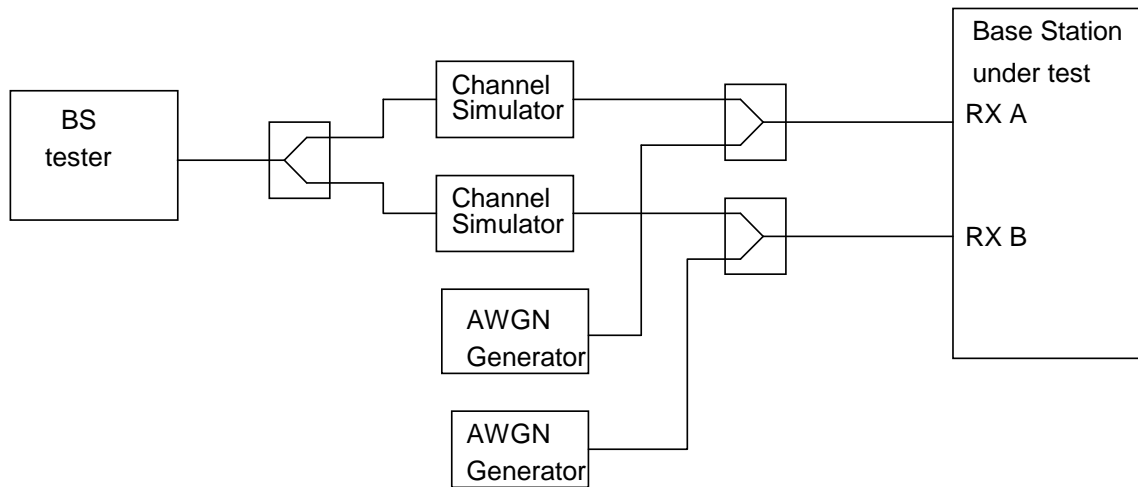 BS
tester
Channel
Simulator
Channel
Simulator
AWGN
Generator
AWGN
Generator
Base Station
under test
RX A
RX B